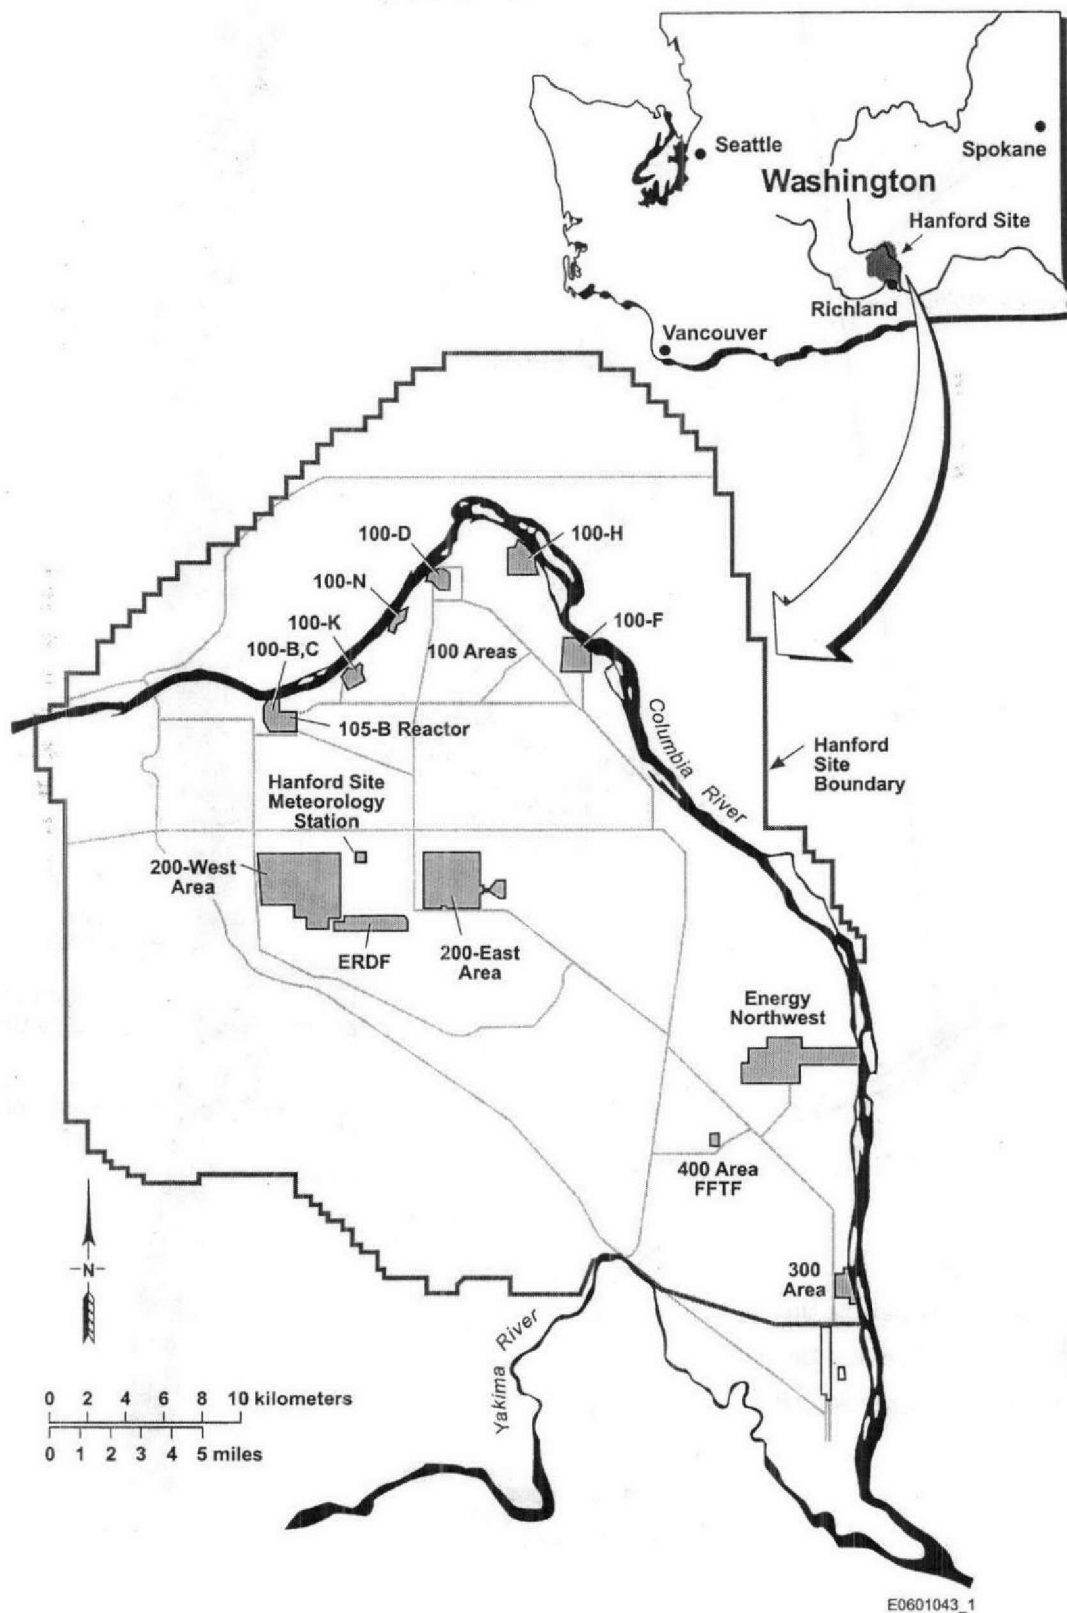 Seattle
Spokane
Washington
Hanford Site
Richland
Vancouver
100-D
100-H
100-N
100-K
100-F
100-B,C
100 Areas
105-B Reactor
Columbia River
Hanford
Site
Boundary
Hanford Site
Meteorology
Station
200-West
Area
ERDF
200-East
Area
Energy
Northwest
400 Area
FFTF
N
300
Area
Yakima River
0 2 4 6 8 10 kilometers
0 1 2 3 4 5 miles
E0601043_1